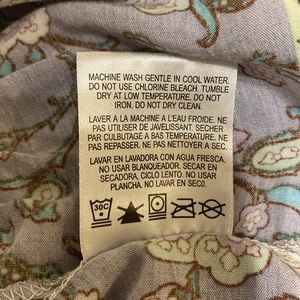 MACHINE WASH GENTLE IN COOL WATER.
DO NOT USE CHLORINE BLEACH. TUMBLE
DRY AT LOW TEMPERATURE. DO NOT
IRON. DO NOT DRY CLEAN.
LAVER A LA MACHINE A L'EAU FROIDE. NE
PAS UTILISER DE JAVELISSANT. SECHER
PAR CULBUTAGE A BAS TEMPERATURE. NE
PAS REPASSER. NE PAS NETTOYER A SEC.
LAVAR EN LAVADORA CON AGUA FRESCA.
NO USAR BLANQUEADOR. SECAR EN
SECADORA, CICLO LENTO. NO USAR
PLANCHA. NO LAVAR EN SECO.
30C